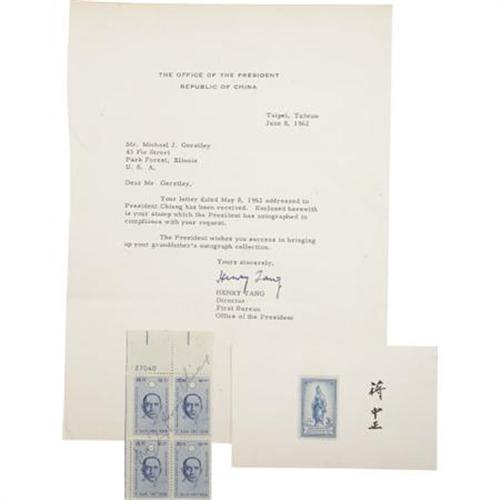 THE OFFICE OF THE PRESIDENT
REPUBLIC OF CHINA
Taipei, Taiwan
June 8, 1962
Mr. Michael J. Gerstley
45 Fir Street
Park Forest, Illinois
U. S. A.
Dear Mr. Gerstley,
Your letter dated May 8, 1962 addressed to
President Chiang has been received. Enclosed herewith
is your stamp which the President has autographed in
compliance with your request.
The President wishes you success in bringing
up your grandfather's autograph collection.
Yours sincerely,
Henry Tang
HENRY TANG
Director
First Bureau
Office of the President
27040
蔣中正